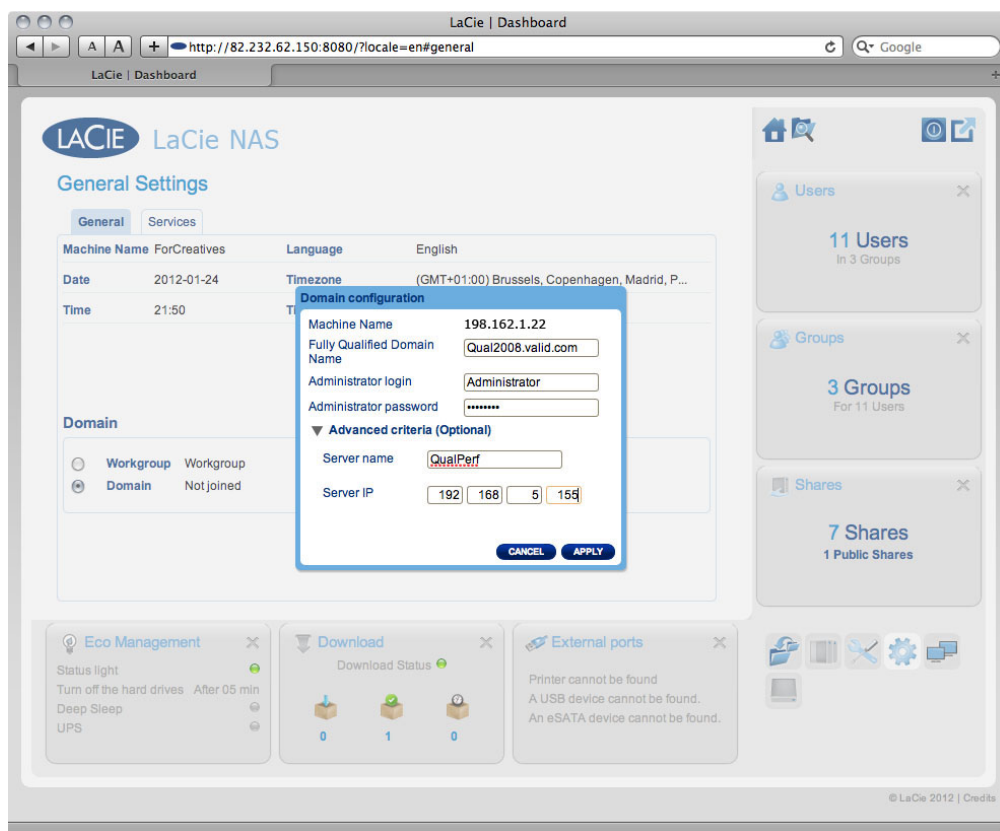 LaCie | Dashboard
A A + http://82.232.62.150:8080/?locale=en#general Google
LaCie | Dashboard
LACIE LaCie NAS
General Settings
General Services
Machine Name ForCreatives Language English
Date 2012-01-24 Timezone (GMT+01:00) Brussels, Copenhagen, Madrid, P...
Time 21:50
Domain
Workgroup Workgroup
Domain Not joined
Domain configuration
Machine Name 198.162.1.22
Fully Qualified Domain Name Qual2008.valid.com
Administrator login Administrator
Administrator password ••••••••
Advanced criteria (Optional)
Server name QualPerf
Server IP 192 168 5 155
CANCEL APPLY
Users
11 Users
In 3 Groups
Groups
3 Groups
For 11 Users
Shares
7 Shares
1 Public Shares
Eco Management
Status light
Turn off the hard drives After 05 min
Deep Sleep
UPS
Download
Download Status
0 1 0
External ports
Printer cannot be found
A USB device cannot be found.
An eSATA device cannot be found.
© LaCie 2012 | Credits